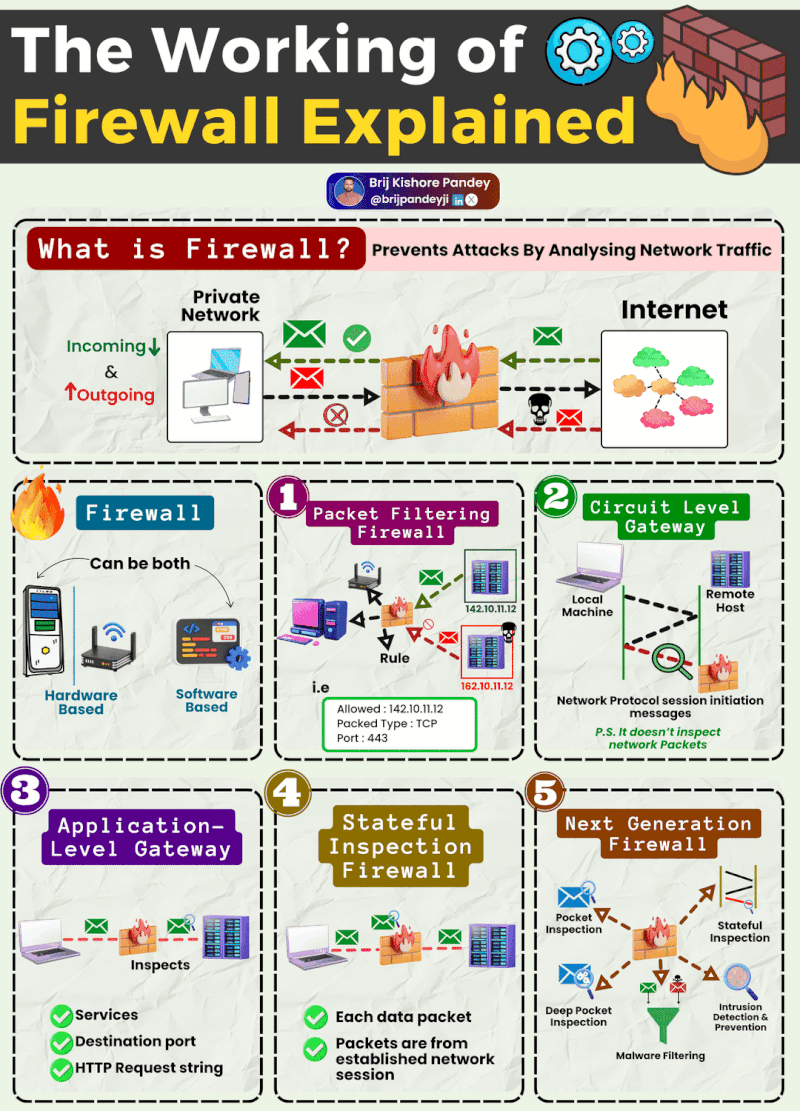 The Working of
Firewall Explained
Brij Kishore Pandey
@brijpandeyji in X
What is Firewall?
Prevents Attacks By Analysing Network Traffic
Private
Network
Internet
Incoming
&
Outgoing
Firewall
Can be both
Hardware
Based
Software
Based
1
Packet Filtering
Firewall
142.10.11.12
Rule
162.10.11.12
i.e
Allowed : 142.10.11.12
Packed Type : TCP
Port : 443
2
Circuit Level
Gateway
Local
Machine
Remote
Host
Network Protocol session initiation
messages
P.S. It doesn't inspect
network Packets
3
Application-
Level Gateway
Inspects
Services
Destination port
HTTP Request string
4
Stateful
Inspection
Firewall
Each data packet
Packets are from
established network
session
5
Next Generation
Firewall
Pocket
Inspection
Stateful
Inspection
Deep Pocket
Inspection
Intrusion
Detection &
Prevention
Malware Filtering